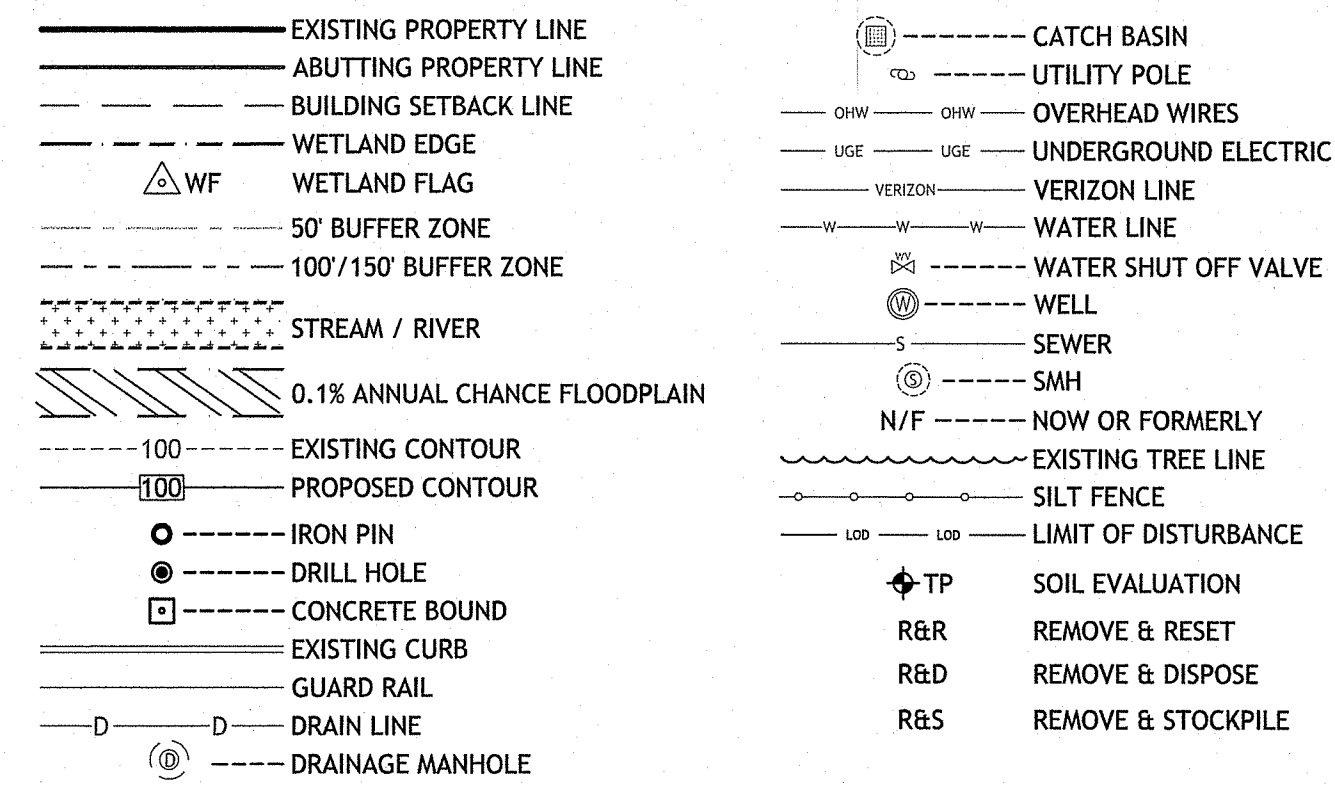 EXISTING PROPERTY LINE
ABUTTING PROPERTY LINE
BUILDING SETBACK LINE
WETLAND EDGE
WF WETLAND FLAG
50' BUFFER ZONE
100'/150' BUFFER ZONE
STREAM / RIVER
0.1% ANNUAL CHANCE FLOODPLAIN
100 EXISTING CONTOUR
100 PROPOSED CONTOUR
IRON PIN
DRILL HOLE
CONCRETE BOUND
EXISTING CURB
GUARD RAIL
D D DRAIN LINE
D DRAINAGE MANHOLE
CATCH BASIN
UTILITY POLE
OHW OHW OVERHEAD WIRES
UGE UGE UNDERGROUND ELECTRIC
VERIZON VERIZON LINE
W W W WATER LINE
WV WATER SHUT OFF VALVE
W WELL
S SEWER
S SMH
N/F NOW OR FORMERLY
EXISTING TREE LINE
SILT FENCE
LOD LOD LIMIT OF DISTURBANCE
TP SOIL EVALUATION
R&R REMOVE & RESET
R&D REMOVE & DISPOSE
R&S REMOVE & STOCKPILE